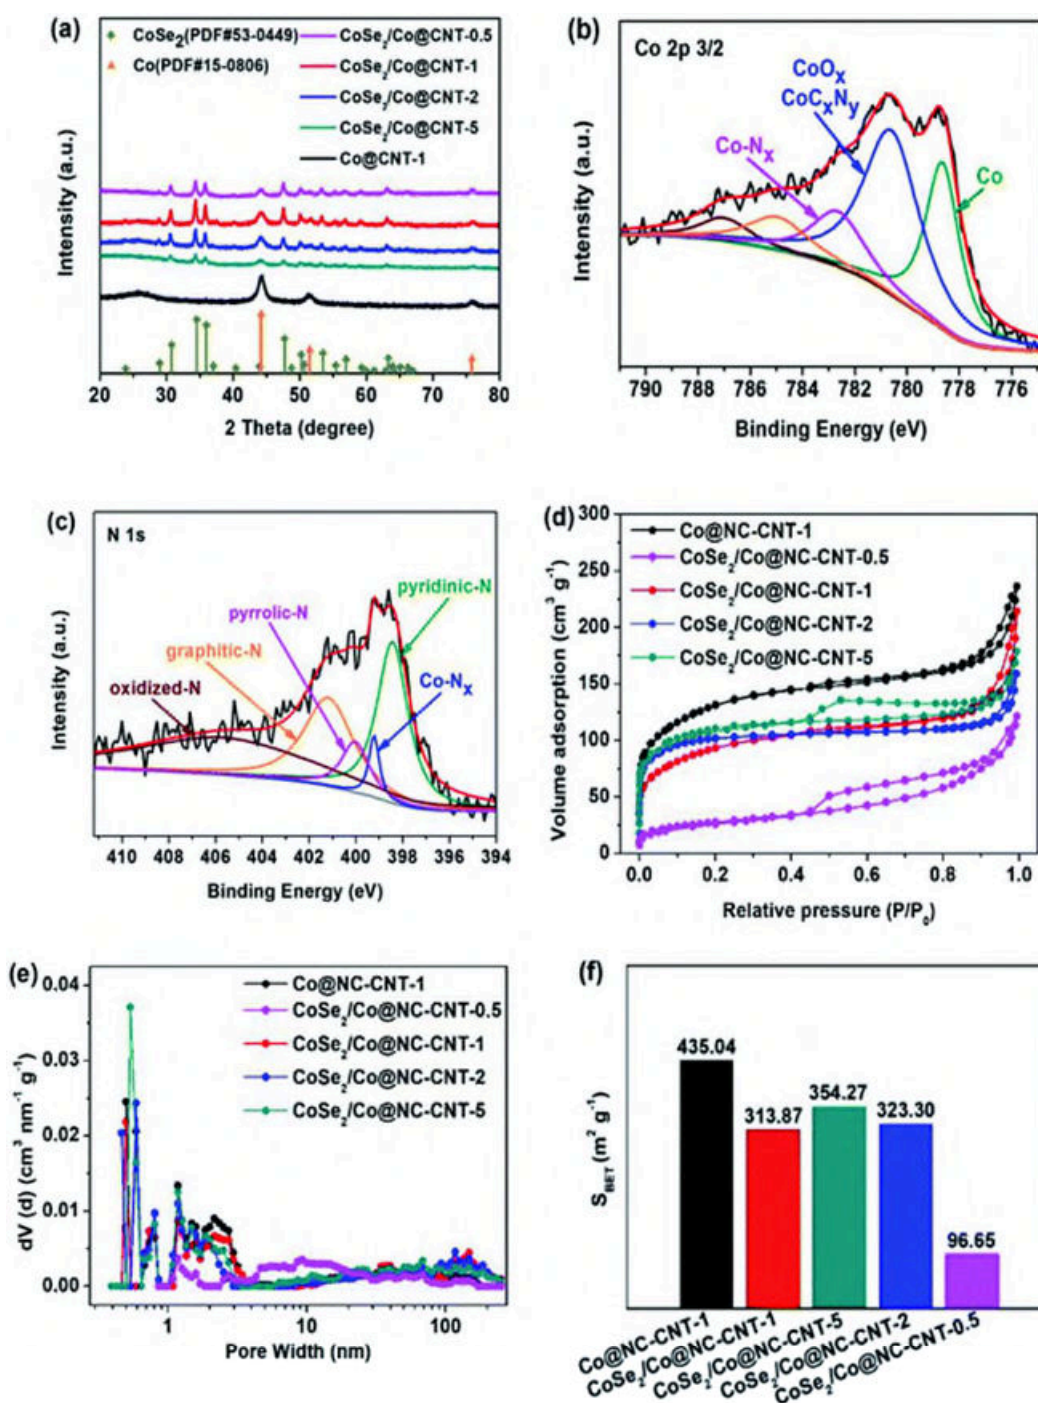 (a)
CoSe2(PDF#53-0449)
Co(PDF#15-0806)
CoSe2/Co@CNT-0.5
CoSe2/Co@CNT-1
CoSe2/Co@CNT-2
CoSe2/Co@CNT-5
Co@CNT-1
Intensity (a.u.)
20 30 40 50 60 70 80
2 Theta (degree)
(b)
Co 2p 3/2
CoOx
CoCxNy
Co-Nx
Co
Intensity (a.u.)
790 788 786 784 782 780 778 776
Binding Energy (eV)
(c)
N 1s
pyridinic-N
pyrrolic-N
graphitic-N
Co-Nx
oxidized-N
Intensity (a.u.)
410 408 406 404 402 400 398 396 394
Binding Energy (eV)
(d)
Co@NC-CNT-1
CoSe2/Co@NC-CNT-0.5
CoSe2/Co@NC-CNT-1
CoSe2/Co@NC-CNT-2
CoSe2/Co@NC-CNT-5
Volume adsorption (cm3 g-1)
300
250
200
150
100
50
0
0.0 0.2 0.4 0.6 0.8 1.0
Relative pressure (P/P0)
(e)
Co@NC-CNT-1
CoSe2/Co@NC-CNT-0.5
CoSe2/Co@NC-CNT-1
CoSe2/Co@NC-CNT-2
CoSe2/Co@NC-CNT-5
dV (d) (cm3 nm-1 g-1)
0.04
0.03
0.02
0.01
0.00
1 10 100
Pore Width (nm)
(f)
SBET (m2 g-1)
435.04
313.87
354.27
323.30
96.65
Co@NC-CNT-1
CoSe2/Co@NC-CNT-1
CoSe2/Co@NC-CNT-5
CoSe2/Co@NC-CNT-2
CoSe2/Co@NC-CNT-0.5